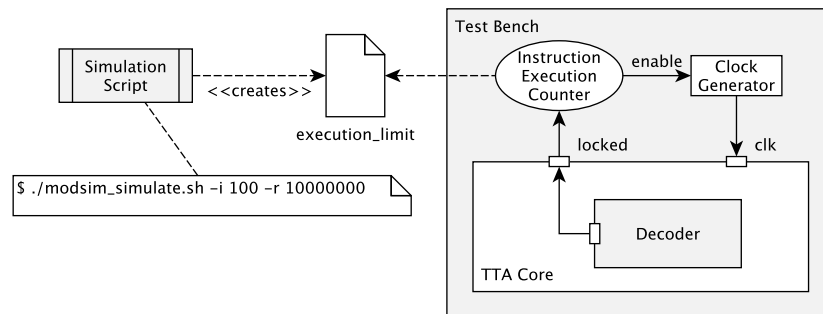 Test Bench
Simulation
Script
<<creates>>
execution_limit
Instruction
Execution
Counter
enable
Clock
Generator
locked
clk
$ ./modsim_simulate.sh -i 100 -r 10000000
Decoder
TTA Core